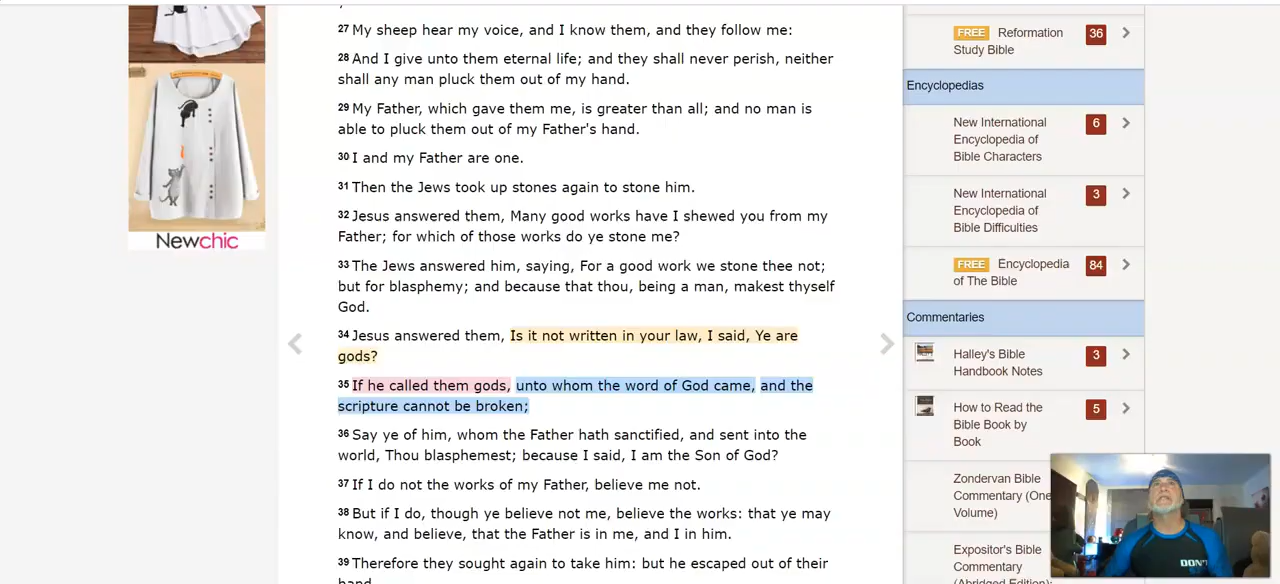 27 My sheep hear my voice, and I know them, and they follow me:
28 And I give unto them eternal life; and they shall never perish, neither
shall any man pluck them out of my hand.
29 My Father, which gave them me, is greater than all; and no man is
able to pluck them out of my Father's hand.
30 I and my Father are one.
31 Then the Jews took up stones again to stone him.
32 Jesus answered them, Many good works have I shewed you from my
Father; for which of those works do ye stone me?
33 The Jews answered him, saying, For a good work we stone thee not;
but for blasphemy; and because that thou, being a man, makest thyself
God.
34 Jesus answered them, Is it not written in your law, I said, Ye are
gods?
35 If he called them gods, unto whom the word of God came, and the
scripture cannot be broken;
36 Say ye of him, whom the Father hath sanctified, and sent into the
world, Thou blasphemest; because I said, I am the Son of God?
37 If I do not the works of my Father, believe me not.
38 But if I do, though ye believe not me, believe the works: that ye may
know, and believe, that the Father is in me, and I in him.
39 Therefore they sought again to take him: but he escaped out of their
hand.
Newchic
FREE Reformation 36
Study Bible
Encyclopedias
New International 6
Encyclopedia of
Bible Characters
New International 3
Encyclopedia of
Bible Difficulties
FREE Encyclopedia 84
of The Bible
Commentaries
Halley's Bible 3
Handbook Notes
How to Read the 5
Bible Book by
Book
Zondervan Bible
Commentary (One
Volume)
Expositor's Bible
Commentary
(Abridged Edition):
DON'T